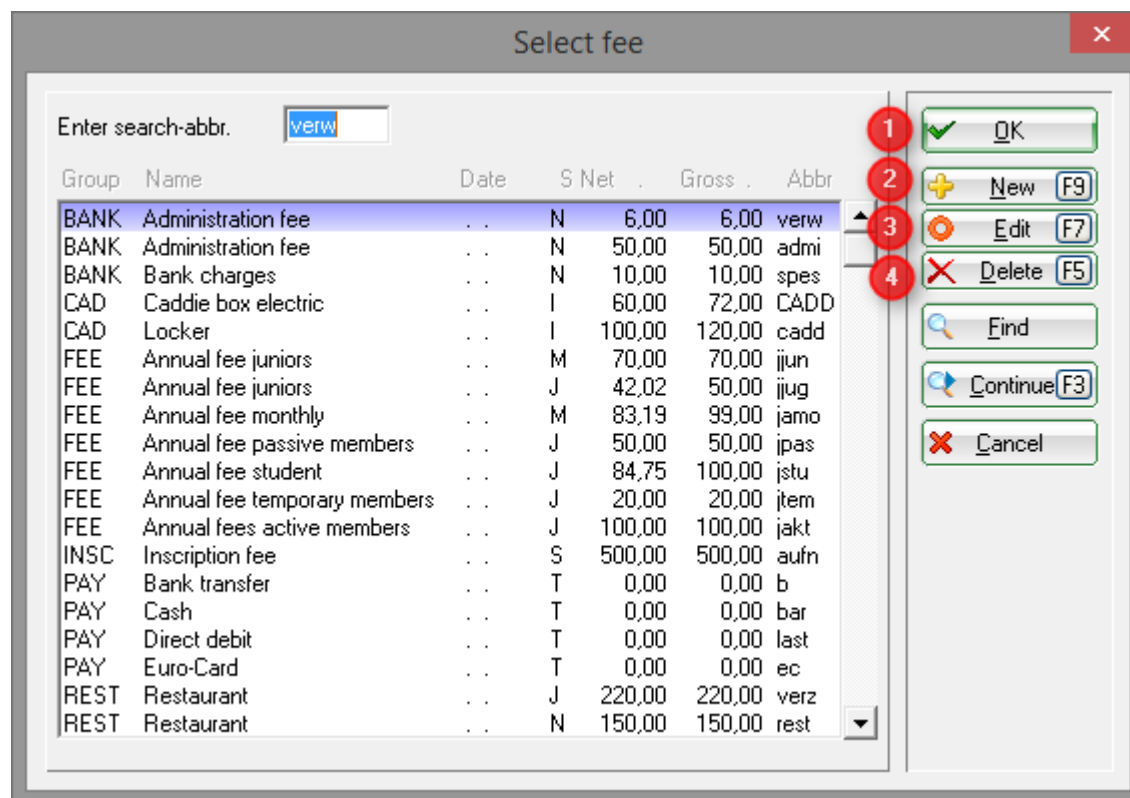 Select fee
Enter search-abbr. verw
Group Name Date S Net . Gross . Abbr
BANK Administration fee . . N 6,00 6,00 verw
BANK Administration fee . . N 50,00 50,00 admi
BANK Bank charges . . N 10,00 10,00 spes
CAD Caddie box electric . . I 60,00 72,00 CADD
CAD Locker . . I 100,00 120,00 cadd
FEE Annual fee juniors . . M 70,00 70,00 jjun
FEE Annual fee juniors . . J 42,02 50,00 jjug
FEE Annual fee monthly . . M 83,19 99,00 jamo
FEE Annual fee passive members . . J 50,00 50,00 jpas
FEE Annual fee student . . J 84,75 100,00 jstu
FEE Annual fee temporary members . . J 20,00 20,00 jtem
FEE Annual fees active members . . J 100,00 100,00 jakt
INSC Inscription fee . . S 500,00 500,00 aufn
PAY Bank transfer . . T 0,00 0,00 b
PAY Cash . . T 0,00 0,00 bar
PAY Direct debit . . T 0,00 0,00 last
PAY Euro-Card . . T 0,00 0,00 ec
REST Restaurant . . J 220,00 220,00 verz
REST Restaurant . . N 150,00 150,00 rest
1 OK
2 New F9
3 Edit F7
4 Delete F5
Find
Continue F3
Cancel